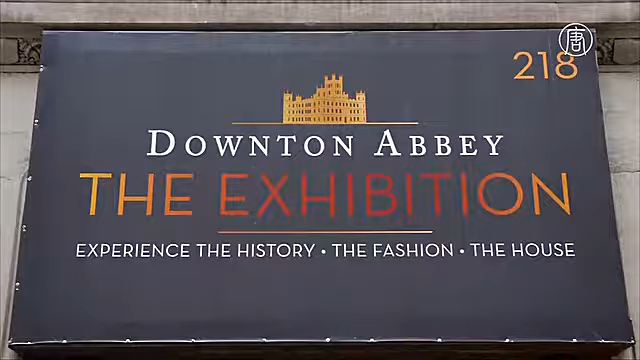 唐
218
DOWNTON ABBEY
THE EXHIBITION
EXPERIENCE THE HISTORY • THE FASHION • THE HOUSE